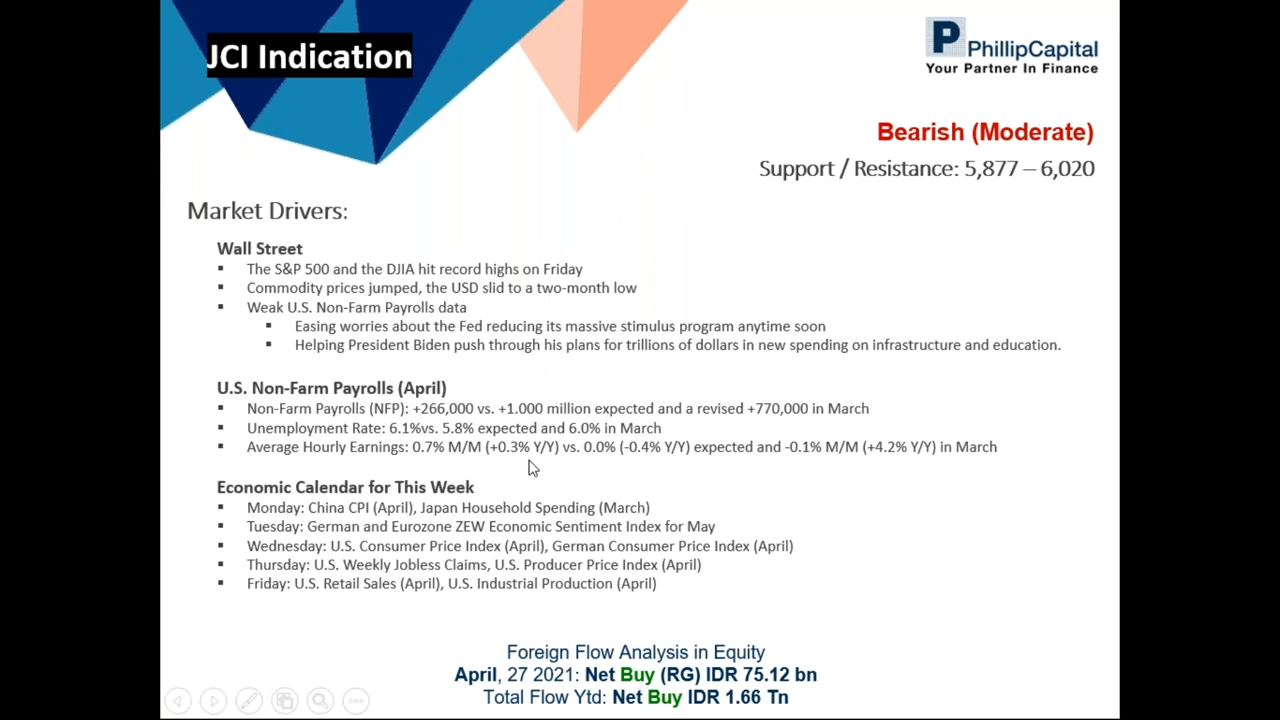 JCI Indication
P PhillipCapital
Your Partner In Finance
Bearish (Moderate)
Support / Resistance: 5,877 – 6,020
Market Drivers:
Wall Street
▪ The S&P 500 and the DJIA hit record highs on Friday
▪ Commodity prices jumped, the USD slid to a two-month low
▪ Weak U.S. Non-Farm Payrolls data
▪ Easing worries about the Fed reducing its massive stimulus program anytime soon
▪ Helping President Biden push through his plans for trillions of dollars in new spending on infrastructure and education.
U.S. Non-Farm Payrolls (April)
▪ Non-Farm Payrolls (NFP): +266,000 vs. +1.000 million expected and a revised +770,000 in March
▪ Unemployment Rate: 6.1%vs. 5.8% expected and 6.0% in March
▪ Average Hourly Earnings: 0.7% M/M (+0.3% Y/Y) vs. 0.0% (-0.4% Y/Y) expected and -0.1% M/M (+4.2% Y/Y) in March
Economic Calendar for This Week
▪ Monday: China CPI (April), Japan Household Spending (March)
▪ Tuesday: German and Eurozone ZEW Economic Sentiment Index for May
▪ Wednesday: U.S. Consumer Price Index (April), German Consumer Price Index (April)
▪ Thursday: U.S. Weekly Jobless Claims, U.S. Producer Price Index (April)
▪ Friday: U.S. Retail Sales (April), U.S. Industrial Production (April)
Foreign Flow Analysis in Equity
April, 27 2021: Net Buy (RG) IDR 75.12 bn
Total Flow Ytd: Net Buy IDR 1.66 Tn